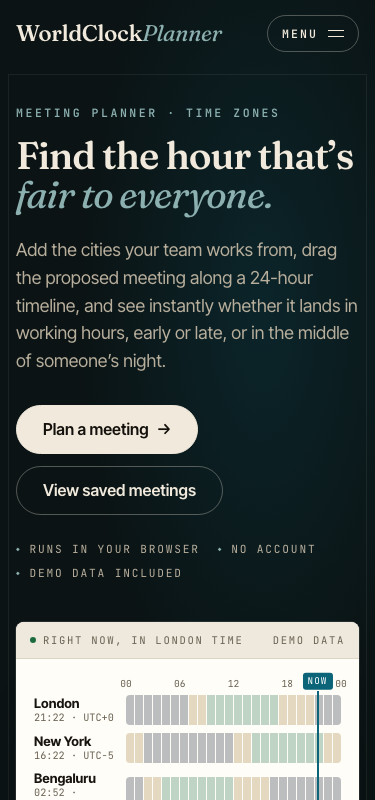 WorldClockPlanner
MENU
MEETING PLANNER · TIME ZONES
Find the hour that’s
fair to everyone.
Add the cities your team works from, drag
the proposed meeting along a 24-hour
timeline, and see instantly whether it lands in
working hours, early or late, or in the middle
of someone’s night.
Plan a meeting →
View saved meetings
RUNS IN YOUR BROWSER
NO ACCOUNT
DEMO DATA INCLUDED
RIGHT NOW, IN LONDON TIME
DEMO DATA
00 06 12 18 NOW 00
London
21:22 · UTC+0
New York
16:22 · UTC-5
Bengaluru
02:52 ·